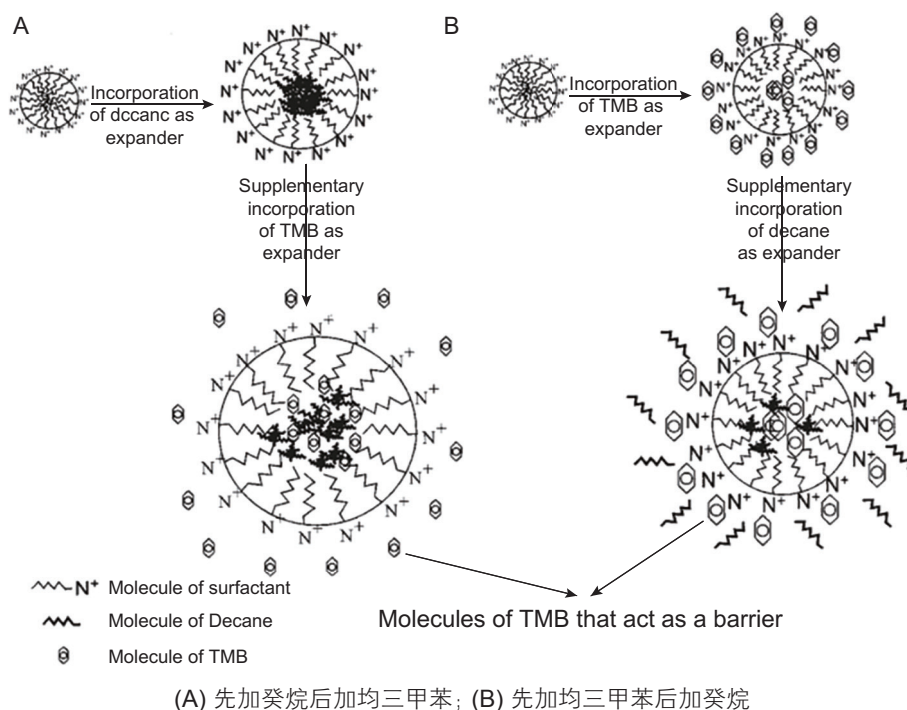 A
B
Incorporation
of dccanc as
expander
Incorporation
of TMB as
expander
Supplementary
incorporation
of TMB as
expander
Supplementary
incorporation
of decane
as expander
N⁺ Molecule of surfactant
Molecule of Decane
Molecule of TMB
Molecules of TMB that act as a barrier
(A) 先加癸烷后加均三甲苯; (B) 先加均三甲苯后加癸烷